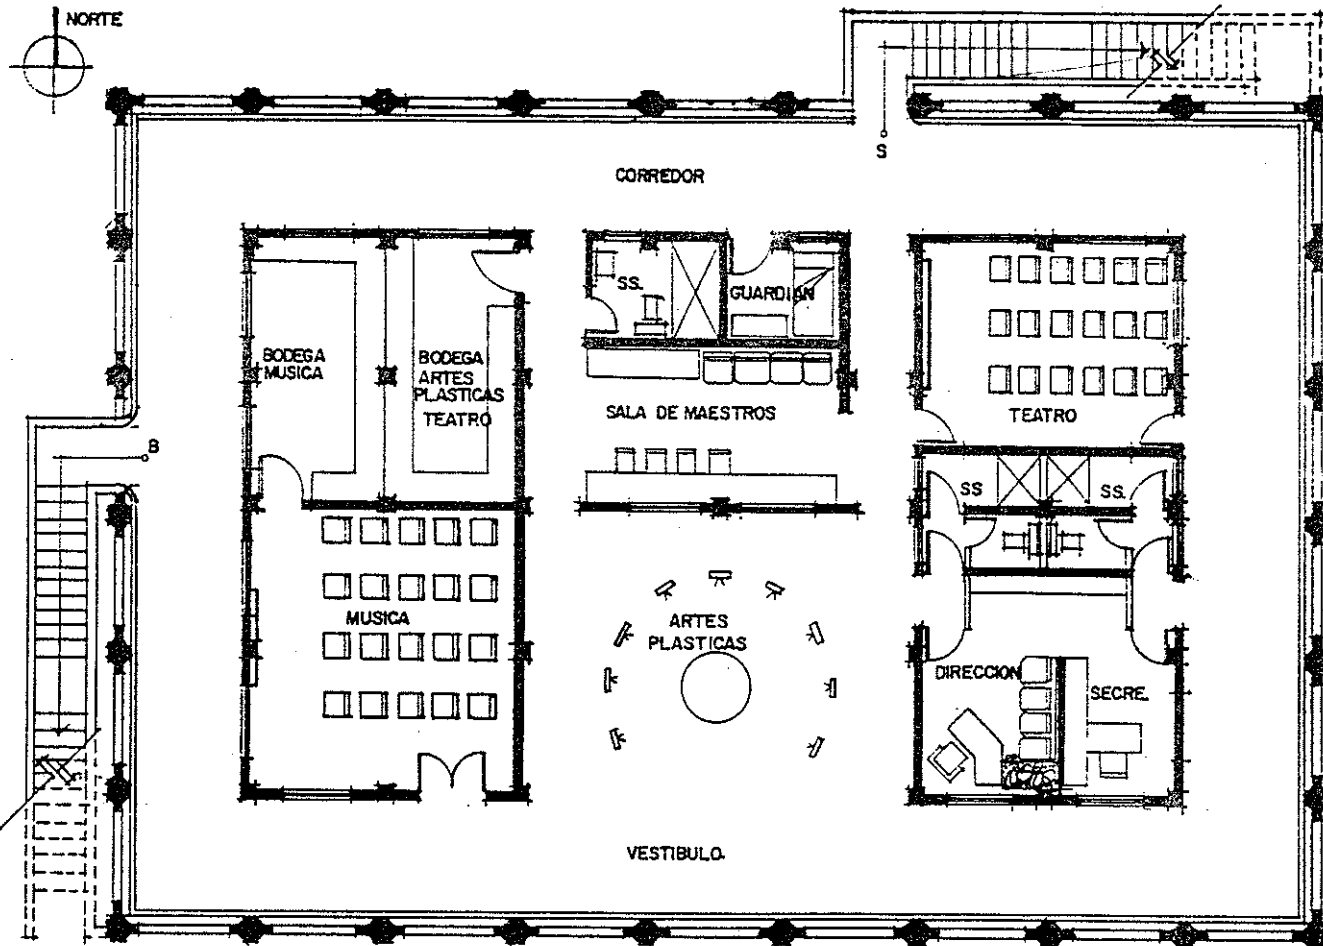 NORTE
S
CORREDOR
SS.
GUARDIAN
BODEGA
MUSICA
BODEGA
ARTES
PLASTICAS
TEATRO
SALA DE MAESTROS
TEATRO
B
SS
SS.
MUSICA
ARTES
PLASTICAS
DIRECCION
SECRE.
VESTIBULO.